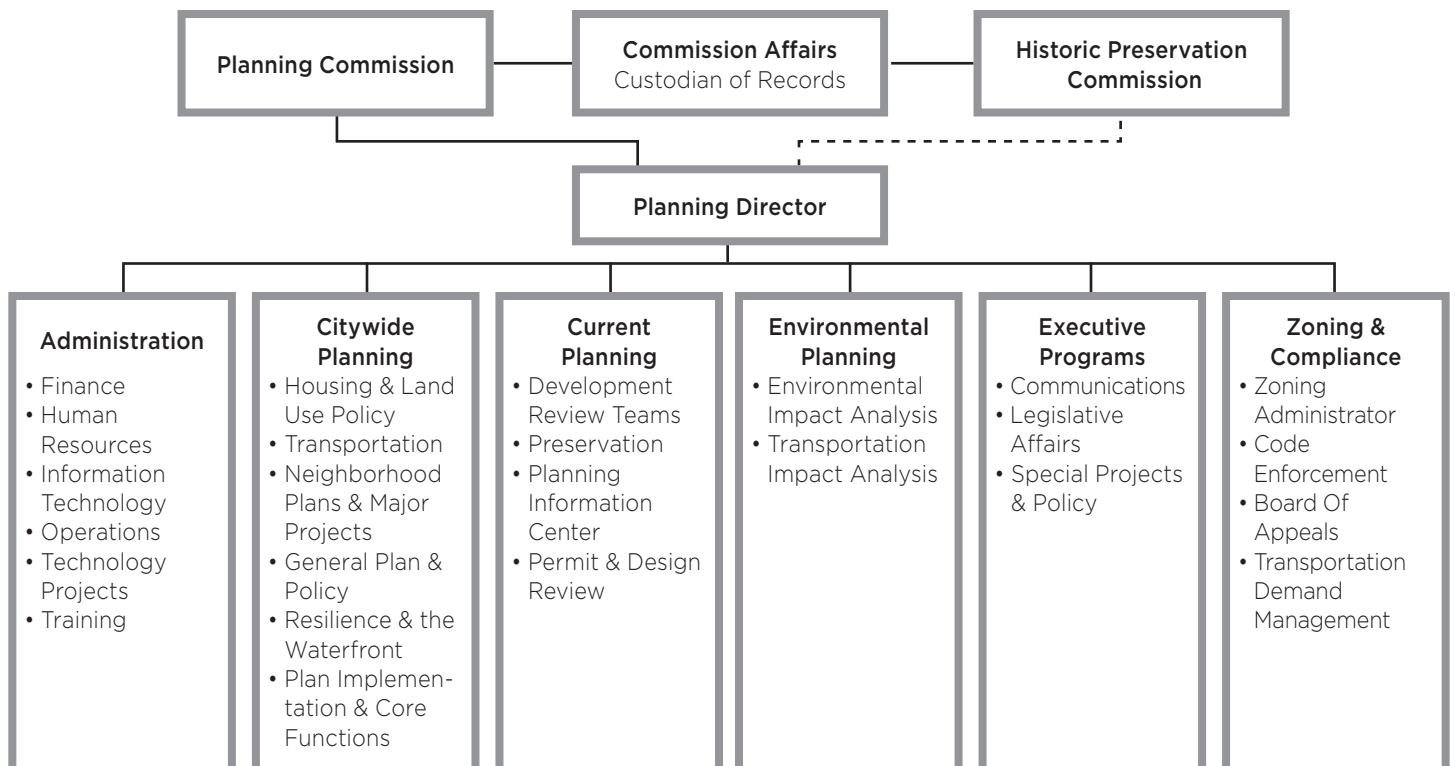 Planning Commission
Commission Affairs
Custodian of Records
Historic Preservation
Commission
Planning Director
Administration
• Finance
• Human
Resources
• Information
Technology
• Operations
• Technology
Projects
• Training
Citywide
Planning
• Housing & Land
Use Policy
• Transportation
• Neighborhood
Plans & Major
Projects
• General Plan &
Policy
• Resilience & the
Waterfront
• Plan Implemen-
tation & Core
Functions
Current
Planning
• Development
Review Teams
• Preservation
• Planning
Information
Center
• Permit & Design
Review
Environmental
Planning
• Environmental
Impact Analysis
• Transportation
Impact Analysis
Executive
Programs
• Communications
• Legislative
Affairs
• Special Projects
& Policy
Zoning &
Compliance
• Zoning
Administrator
• Code
Enforcement
• Board Of
Appeals
• Transportation
Demand
Management